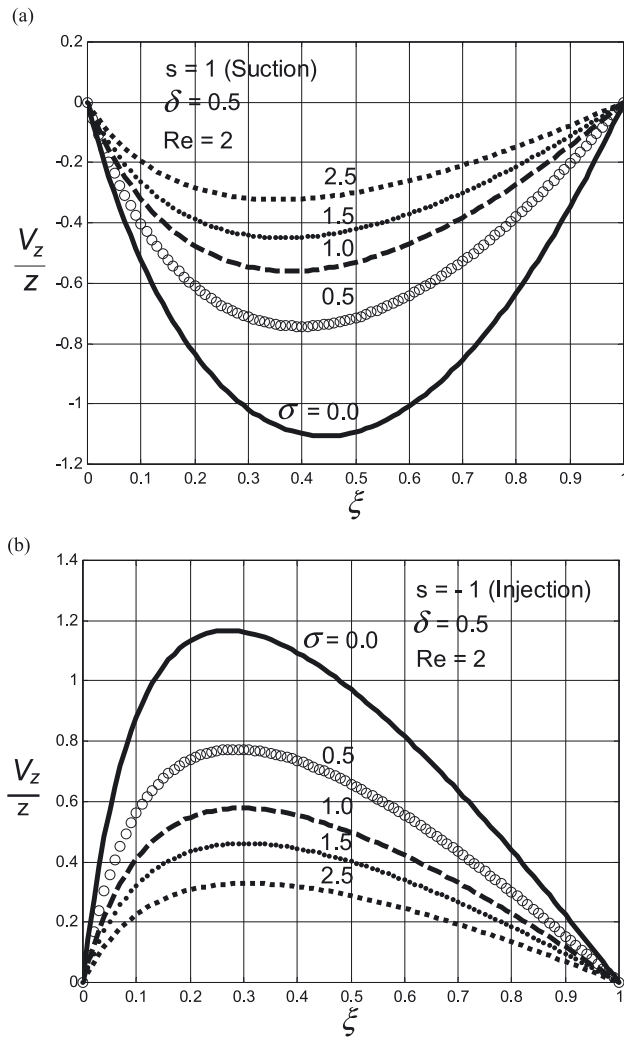 (a)
0.2
s = 1 (Suction)
δ = 0.5
Re = 2
0
-0.2
2.5
-0.4
1.5
1.0
V_z
z
-0.6
0.5
-0.8
-1
σ = 0.0
-1.2
0 0.1 0.2 0.3 0.4 0.5 0.6 0.7 0.8 0.9 1
ξ
(b)
1.4
s = - 1 (Injection)
δ = 0.5
Re = 2
1.2
σ = 0.0
1
0.8
0.5
V_z
z
0.6
1.0
1.5
0.4
2.5
0.2
0
0 0.1 0.2 0.3 0.4 0.5 0.6 0.7 0.8 0.9 1
ξ